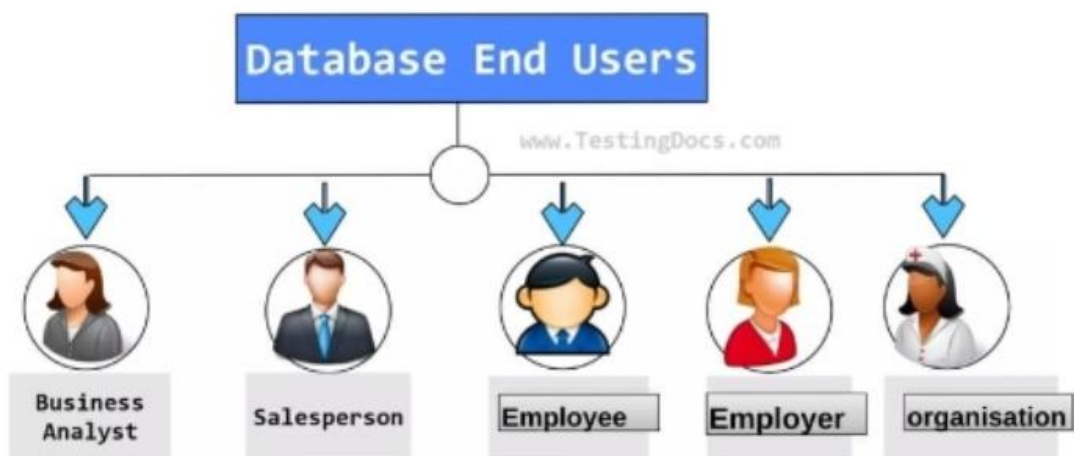 Database End Users
www.TestingDocs.com
Business
Analyst
Salesperson
Employee
Employer
organisation